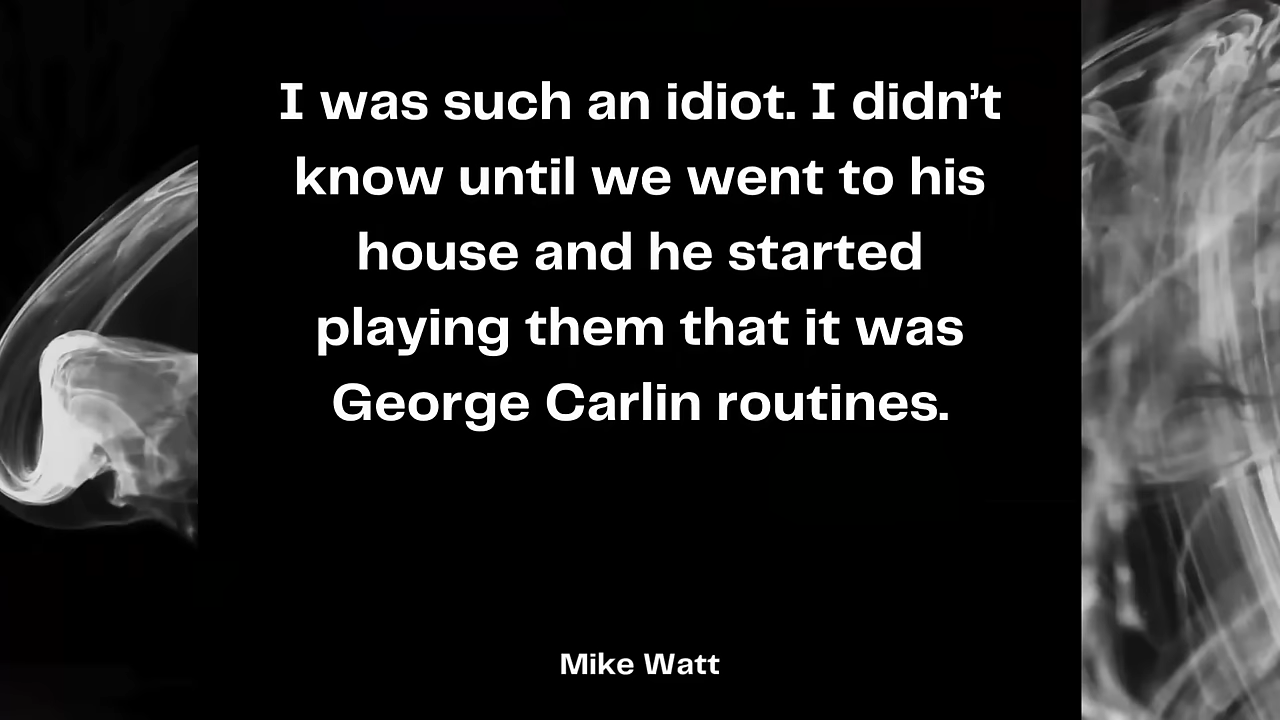 I was such an idiot. I didn’t
know until we went to his
house and he started
playing them that it was
George Carlin routines.
Mike Watt